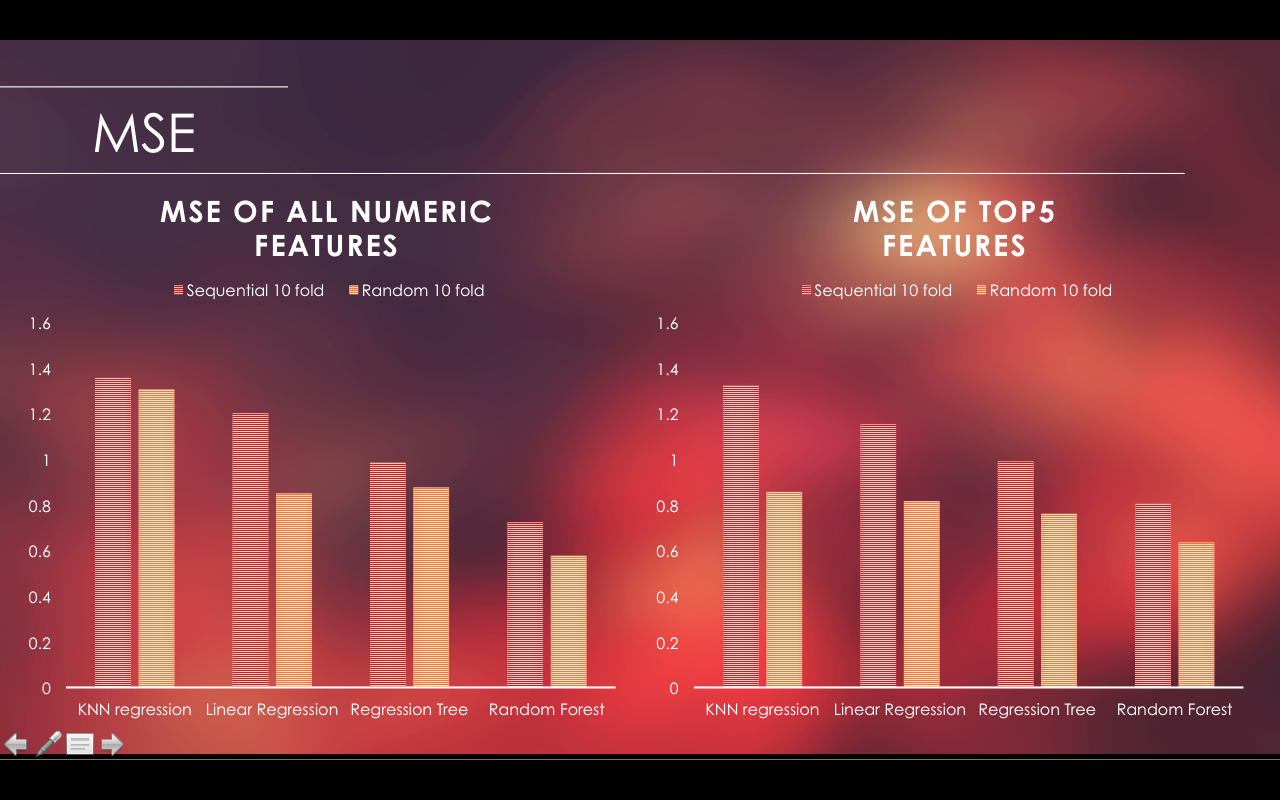 MSE
MSE OF ALL NUMERIC
FEATURES
Sequential 10 fold Random 10 fold
1.6
1.4
1.2
1
0.8
0.6
0.4
0.2
0
KNN regression Linear Regression Regression Tree Random Forest
MSE OF TOP5
FEATURES
Sequential 10 fold Random 10 fold
1.6
1.4
1.2
1
0.8
0.6
0.4
0.2
0
KNN regression Linear Regression Regression Tree Random Forest